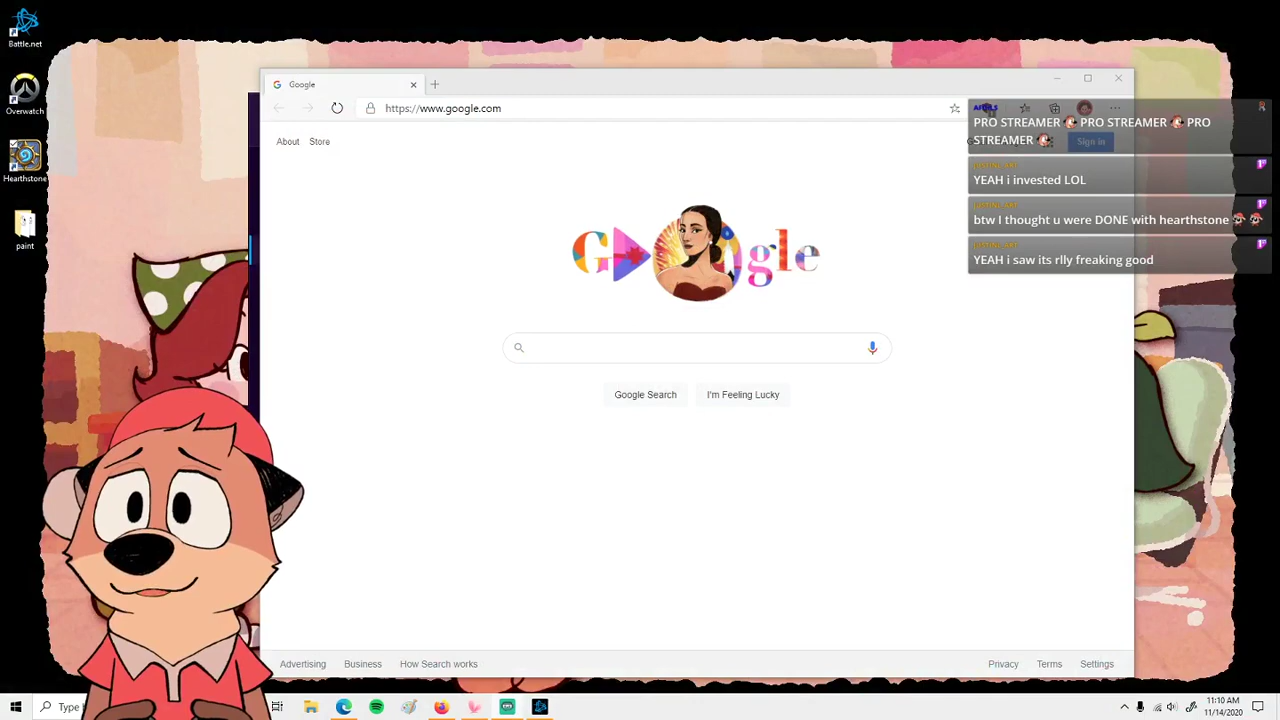 Battle.net
Overwatch
Hearthstone
paint
Google
https://www.google.com
About Store
Sign in
PRO STREAMER PRO STREAMER PRO
STREAMER
YEAH i invested LOL
btw I thought u were DONE with hearthstone
YEAH i saw its rlly freaking good
Google
Google Search
I'm Feeling Lucky
Advertising Business How Search works
Privacy Terms Settings
Type
11:10 AM
11/14/2020